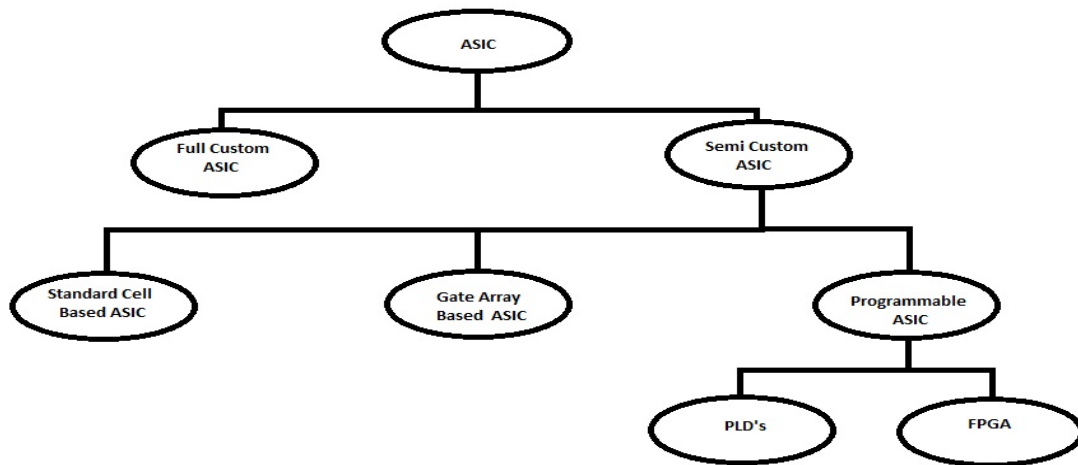 ASIC
Full Custom
ASIC
Semi Custom
ASIC
Standard Cell
Based ASIC
Gate Array
Based ASIC
Programmable
ASIC
PLD's
FPGA